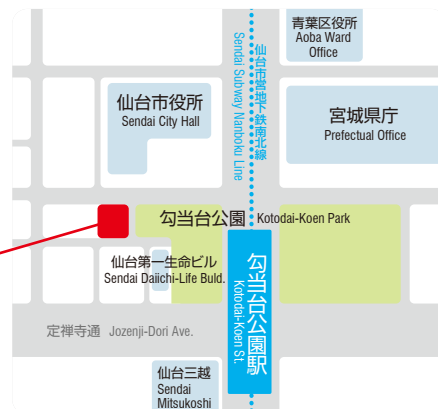 青葉区役所
Aoba Ward
Office
仙台市役所
Sendai City Hall
仙台市営地下鉄南北線
Sendai Subway Nanboku Line
宮城県庁
Prefectual Office
勾当台公園 Kotodai-Koen Park
仙台第一生命ビル
Sendai Daiichi-Life Buld.
勾当台公園駅
Kotodai-Koen St.
定禅寺通 Jozenji-Dori Ave.
仙台三越
Sendai
Mitsukoshi